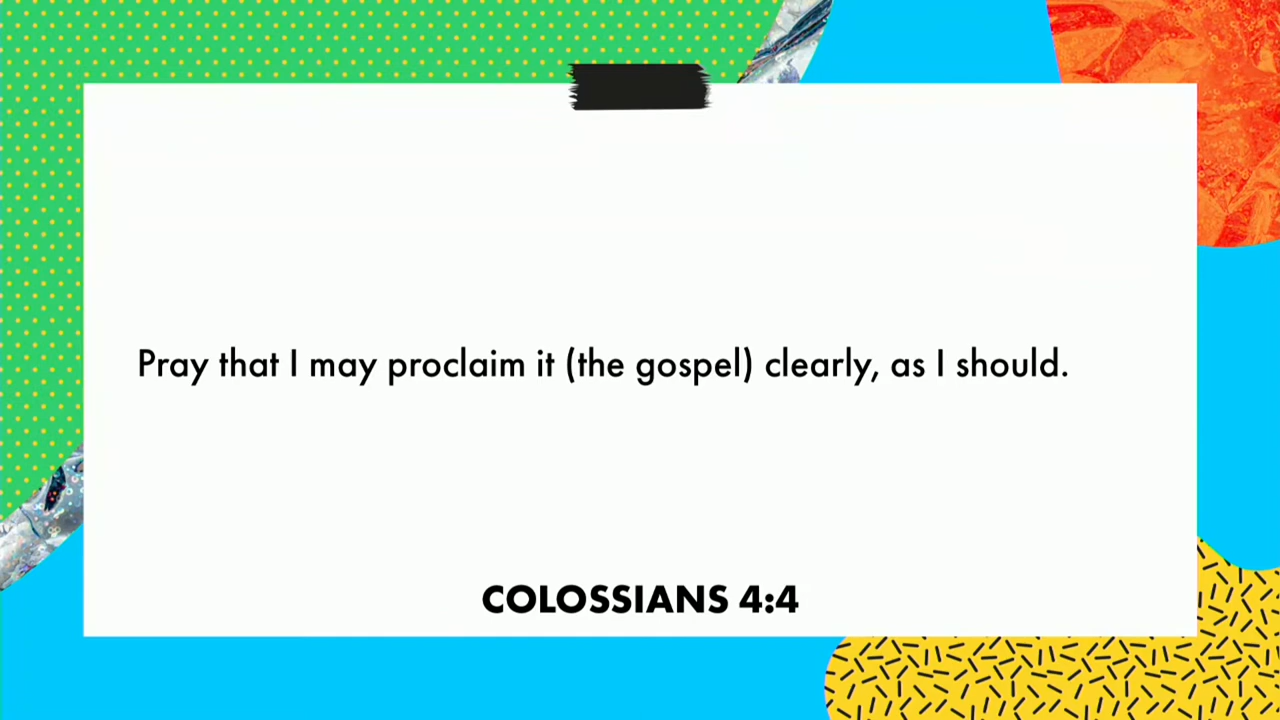 Pray that I may proclaim it (the gospel) clearly, as I should.
COLOSSIANS 4:4